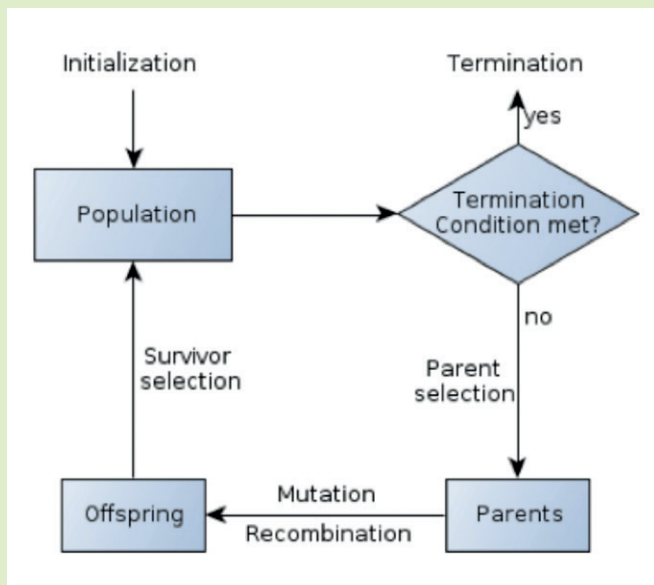 Initialization
Termination
yes
Population
Termination
Condition met?
no
Survivor
selection
Parent
selection
Offspring
Mutation
Recombination
Parents